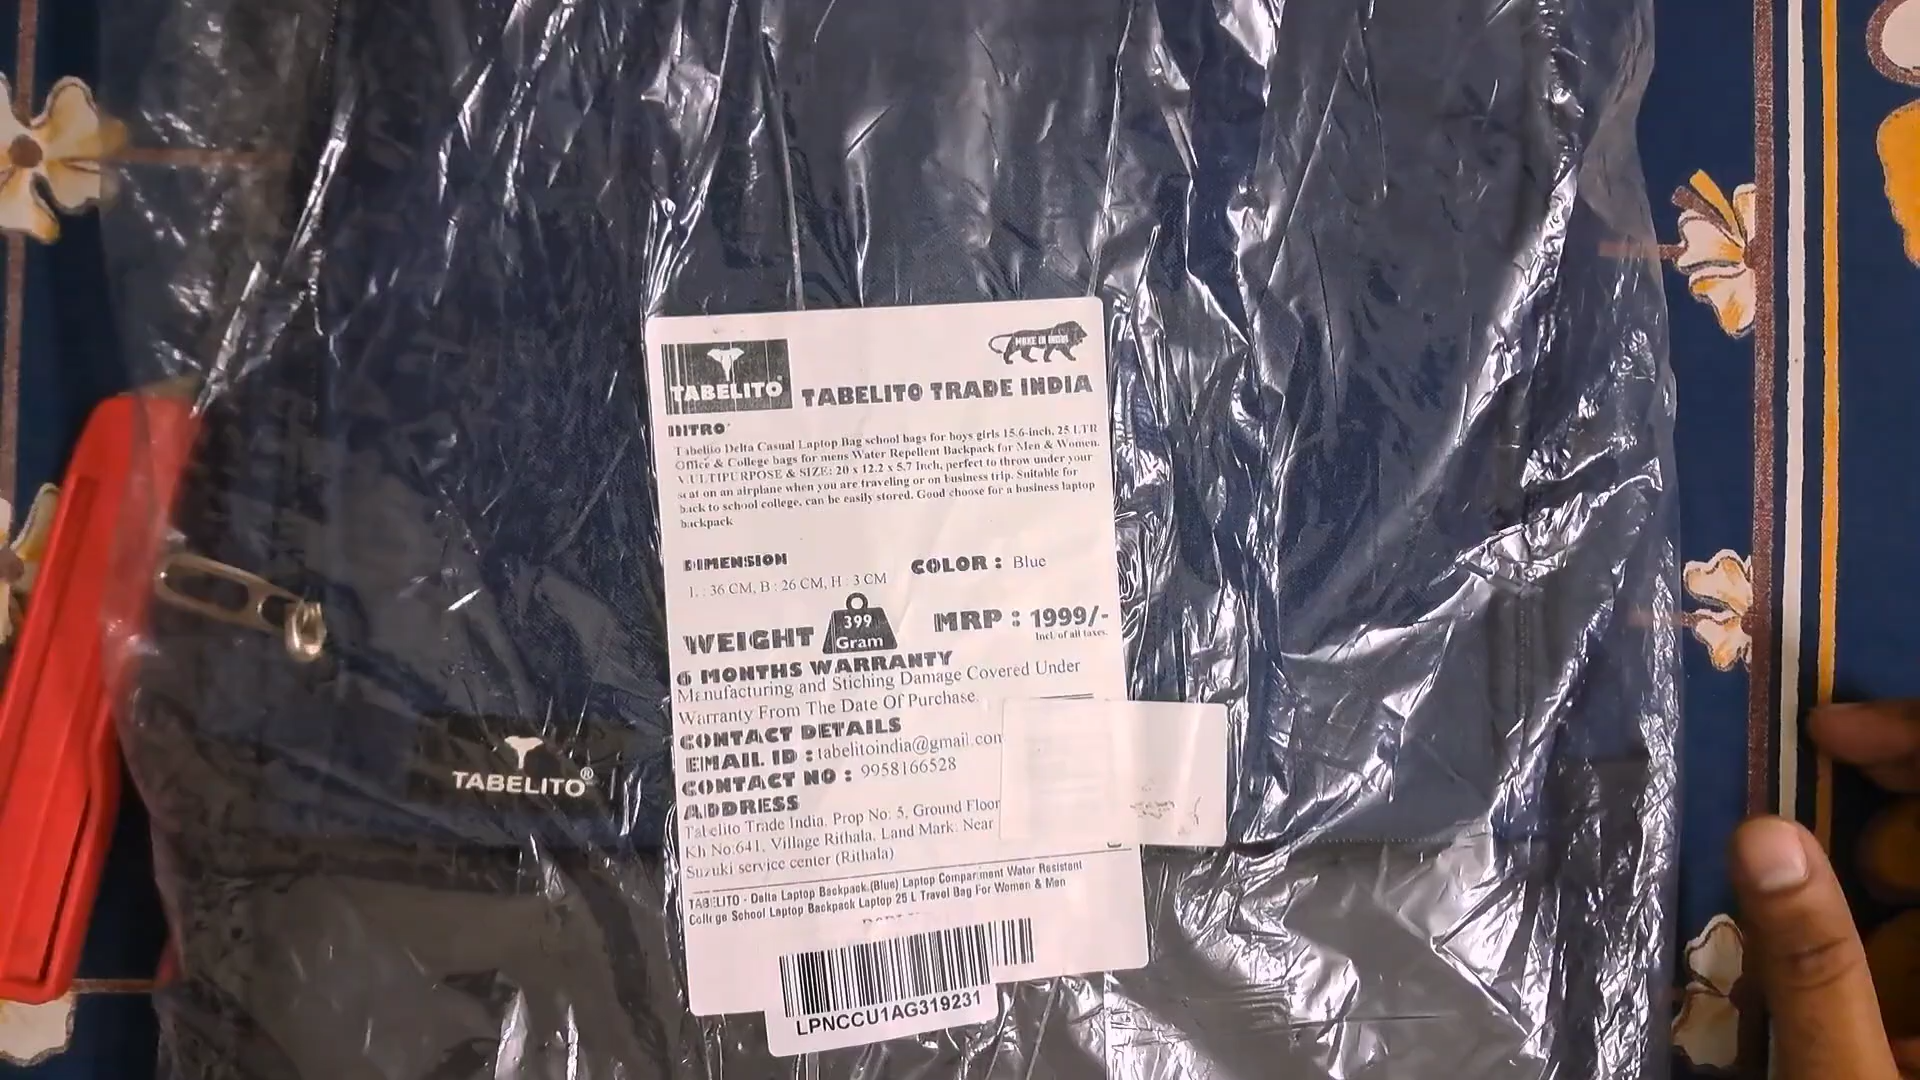 TABELITO®
MAKE IN INDIA
TABELITO TRADE INDIA
INTRO
Tabelito Delta Casual Laptop Bag school bags for boys girls 15.6-inch, 25 LTR
Office & College bags for mens Water Repellent Backpack for Men & Women.
MULTIPURPOSE & SIZE: 20 x 12.2 x 5.7 Inch, perfect to throw under your
seat on an airplane when you are traveling or on business trip. Suitable for
back to school college, can be easily stored. Good choose for a business laptop
backpack
DIMENSION
L : 36 CM, B : 26 CM, H : 3 CM
COLOR : Blue
WEIGHT
399
Gram
MRP : 1999/-
Incl. of all taxes.
6 MONTHS WARRANTY
Manufacturing and Stiching Damage Covered Under
Warranty From The Date Of Purchase.
CONTACT DETAILS
EMAIL ID : tabelitoindia@gmail.com
CONTACT NO : 9958166528
ADDRESS
Tabelito Trade India, Prop No: 5, Ground Floor
Kh No:641, Village Rithala, Land Mark: Near
Suzuki service center (Rithala)
TABELITO - Delta Laptop Backpack (Blue) Laptop Compartment Water Resistant
College School Laptop Backpack Laptop 25 L Travel Bag For Women & Men
LPNCCU1AG319231
TABELITO®